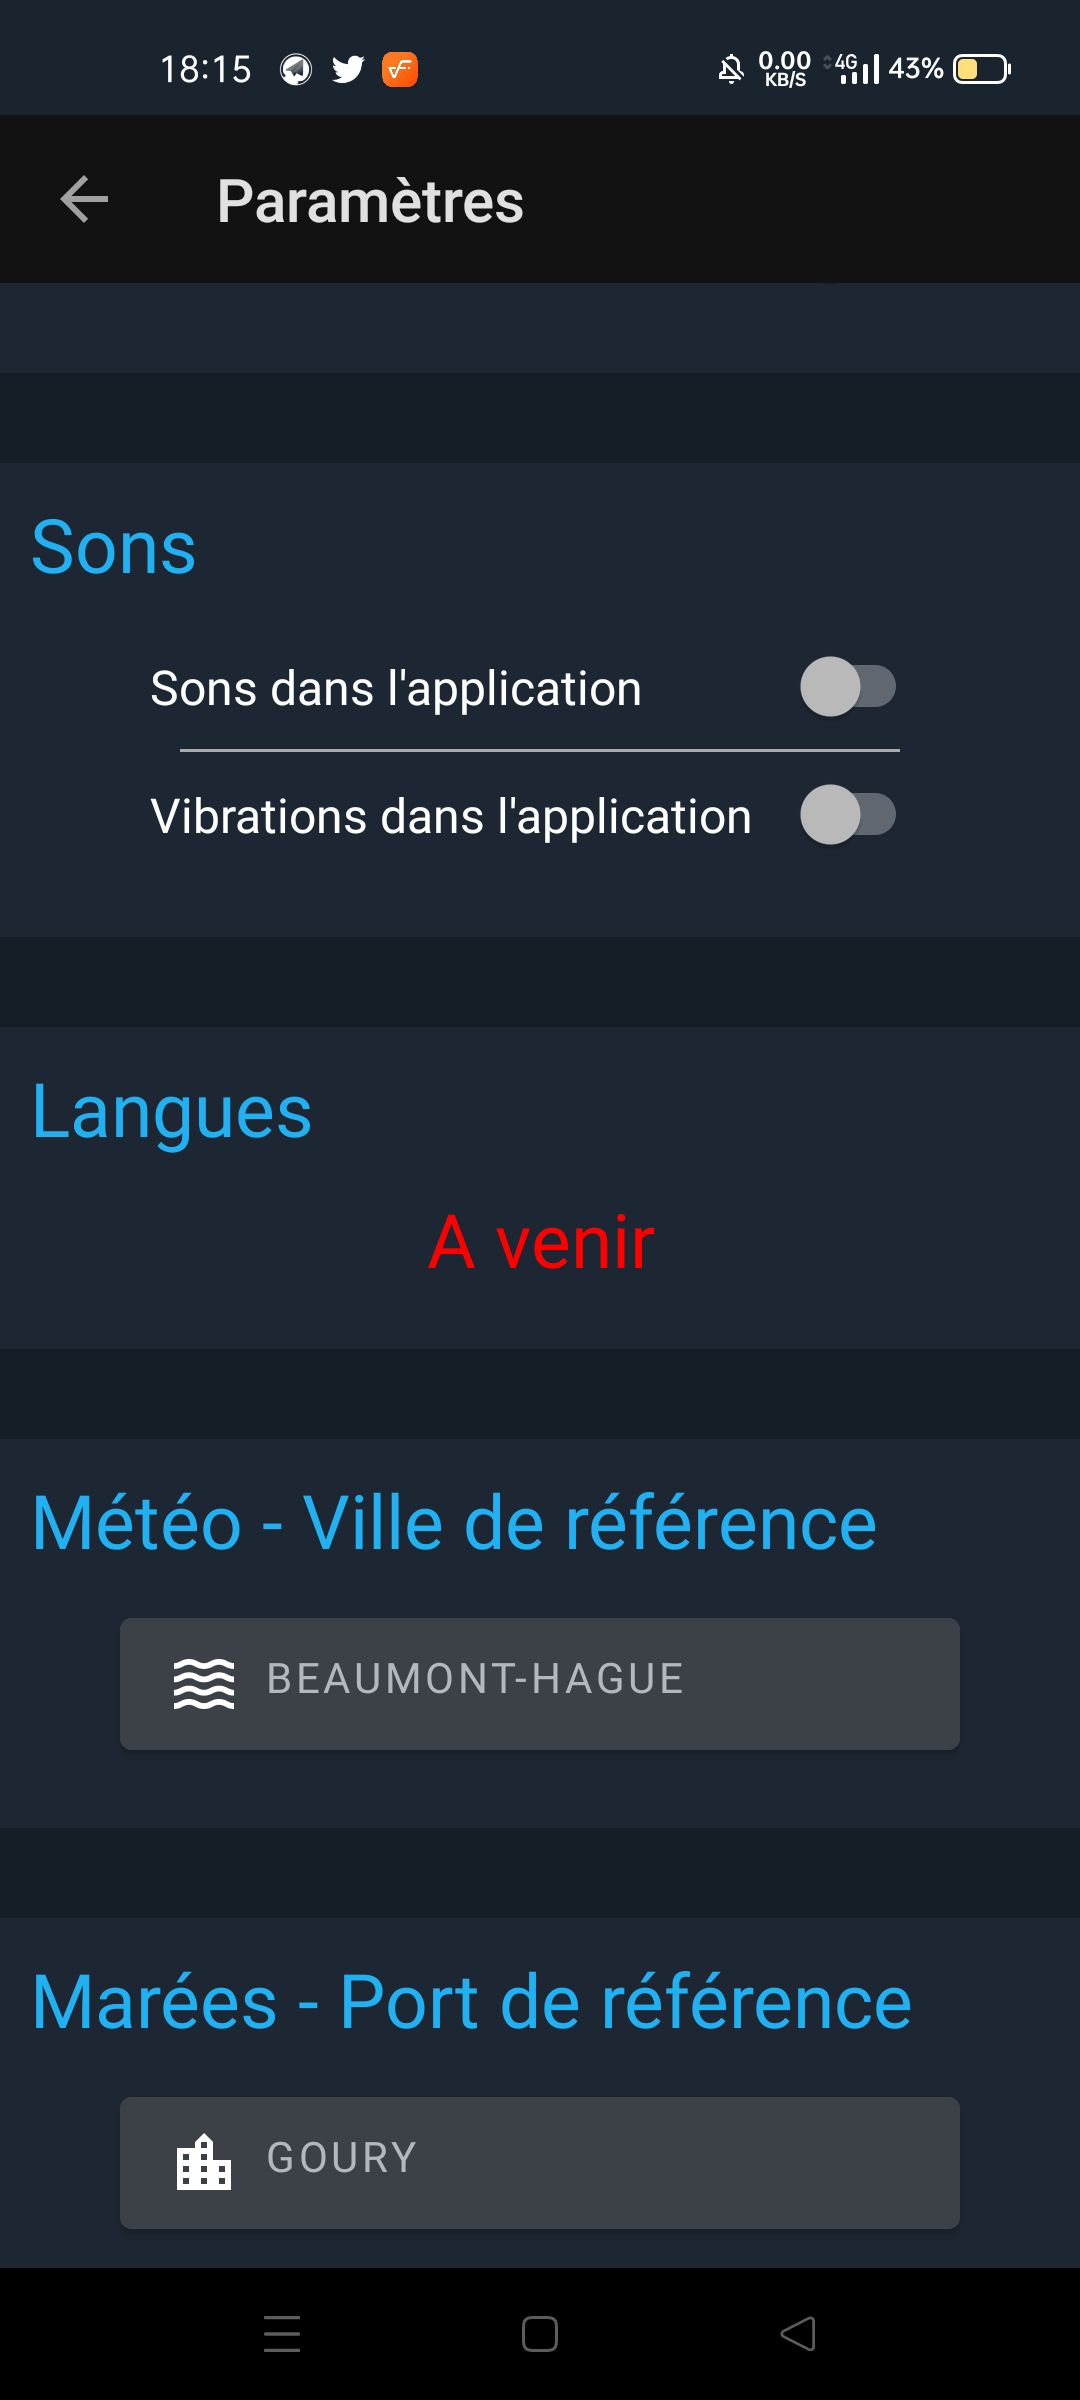 18:15
0.00
KB/S
4G
43%
Paramètres
Sons
Sons dans l'application
Vibrations dans l'application
Langues
A venir
Météo - Ville de référence
BEAUMONT-HAGUE
Marées - Port de référence
GOURY